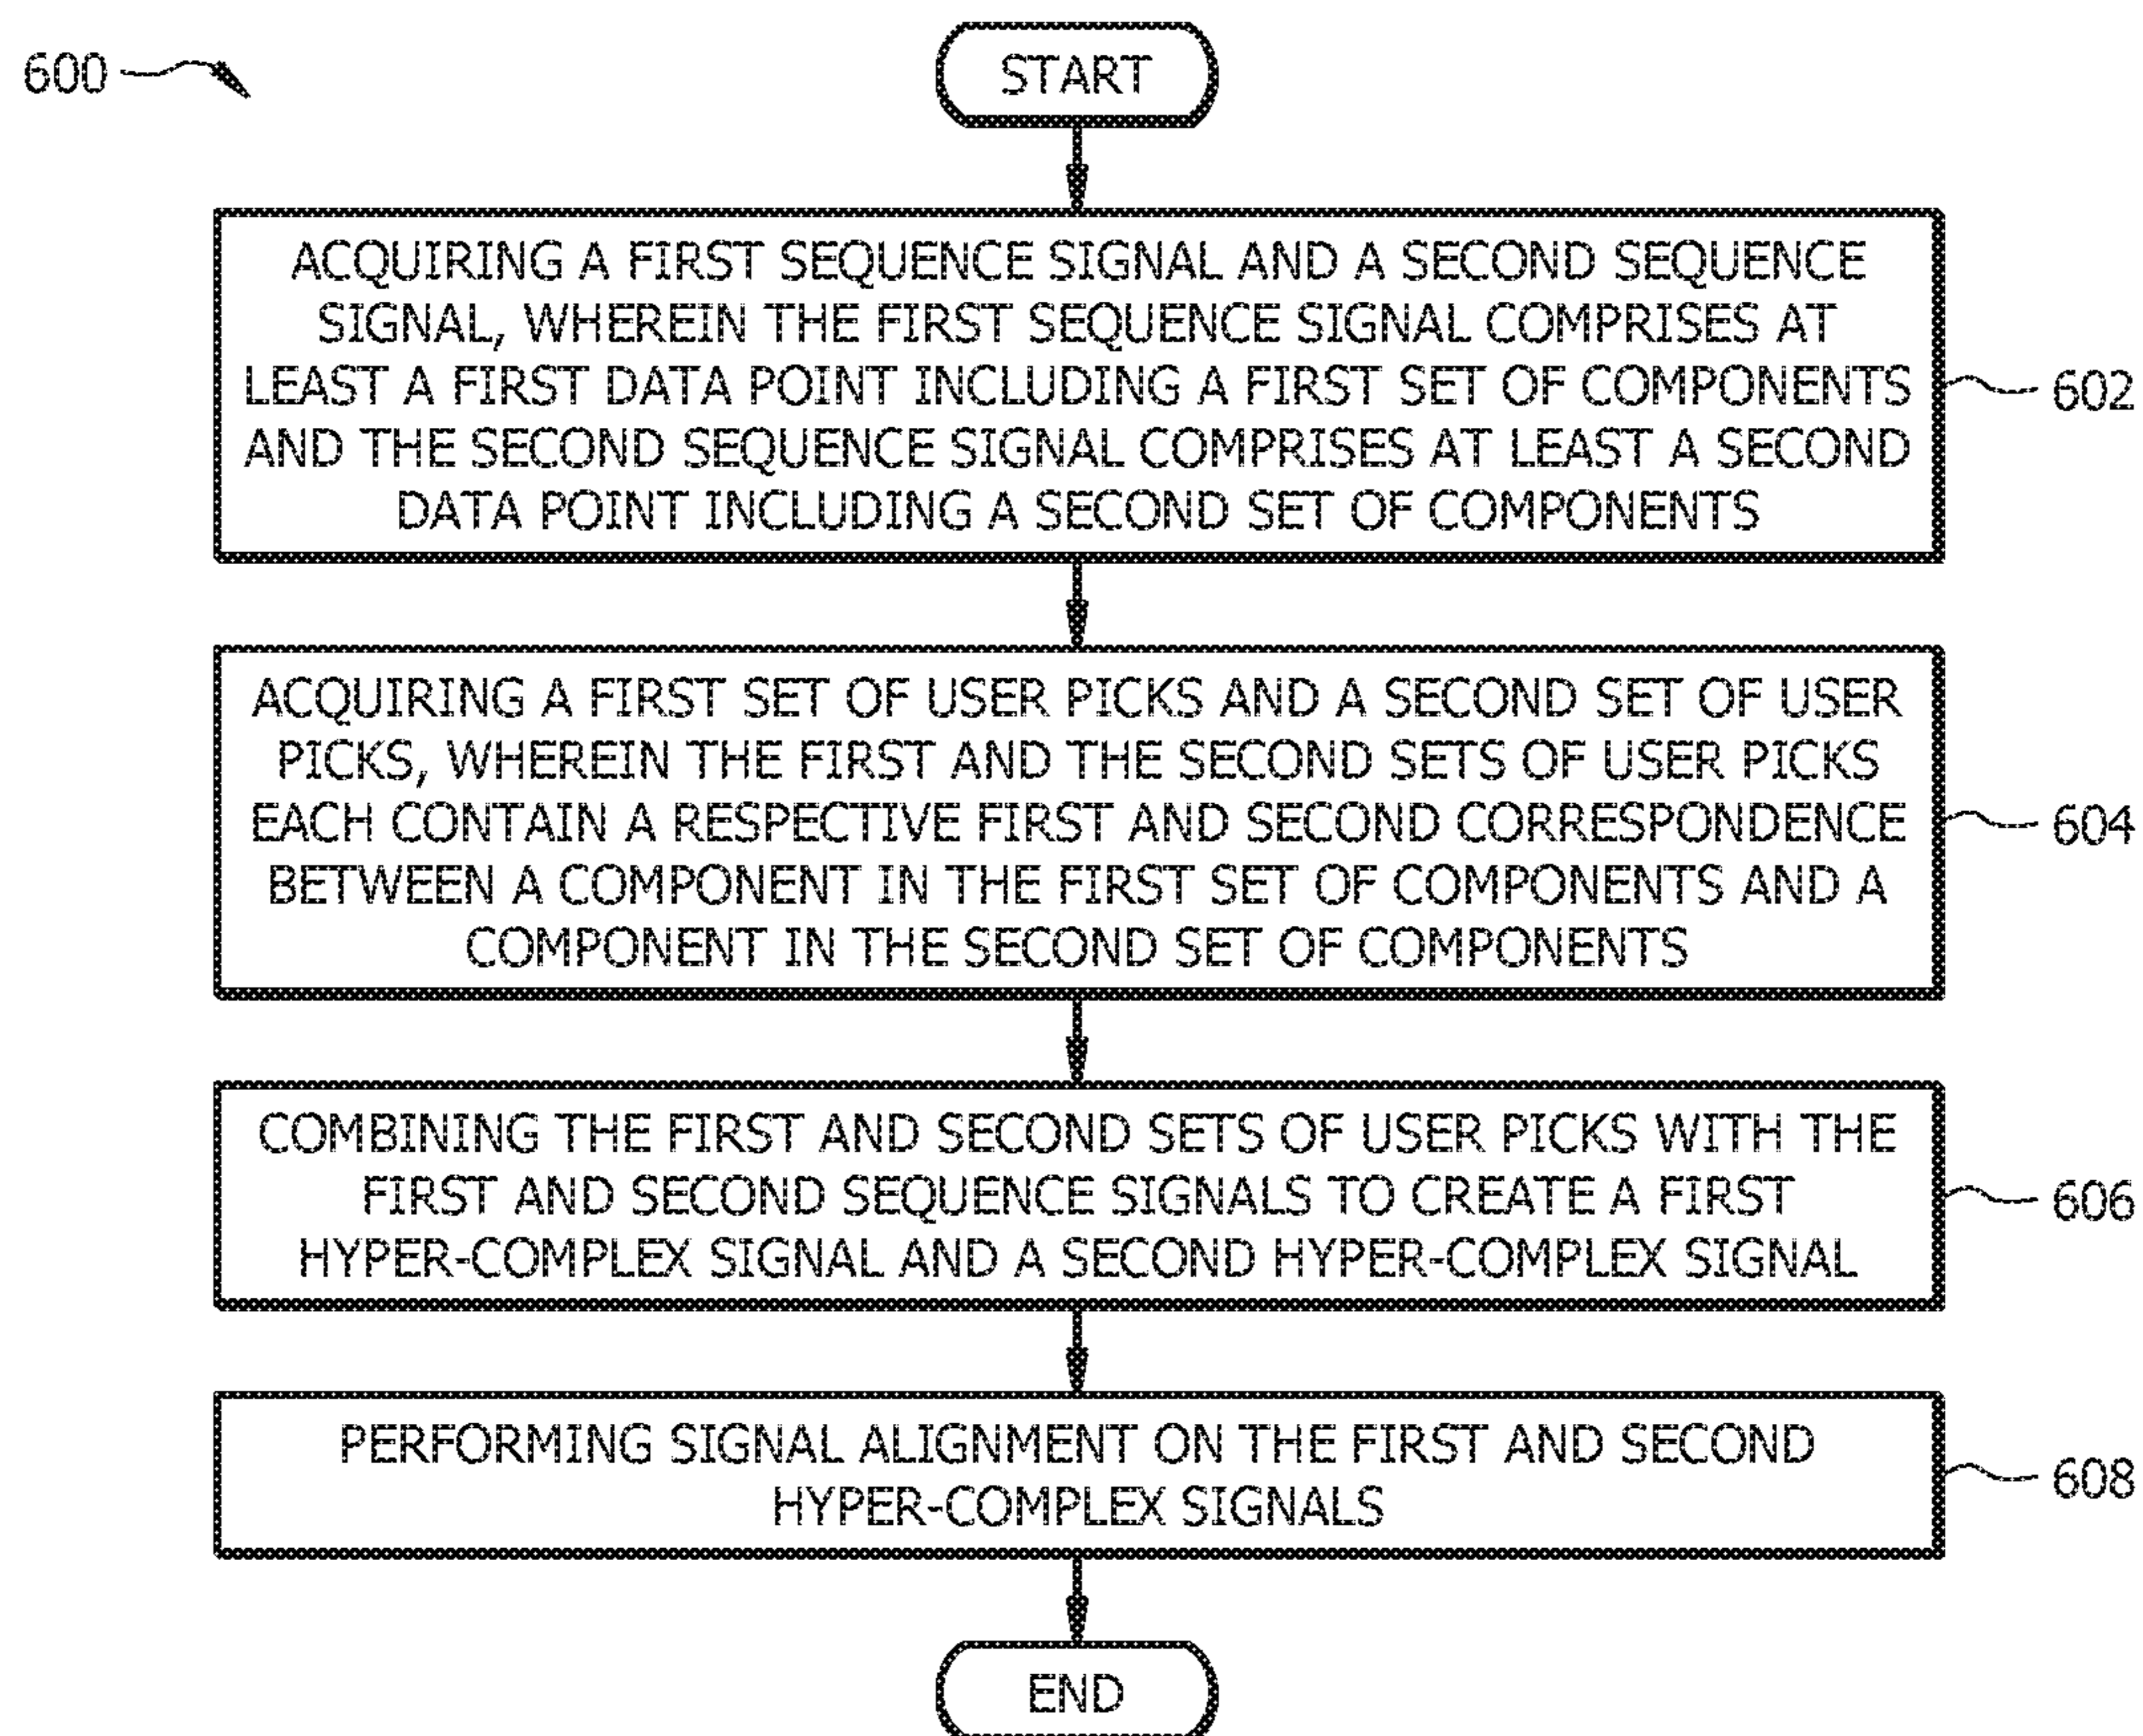 600
START
ACQUIRING A FIRST SEQUENCE SIGNAL AND A SECOND SEQUENCE
SIGNAL, WHEREIN THE FIRST SEQUENCE SIGNAL COMPRISES AT
LEAST A FIRST DATA POINT INCLUDING A FIRST SET OF COMPONENTS
AND THE SECOND SEQUENCE SIGNAL COMPRISES AT LEAST A SECOND
DATA POINT INCLUDING A SECOND SET OF COMPONENTS
602
ACQUIRING A FIRST SET OF USER PICKS AND A SECOND SET OF USER
PICKS, WHEREIN THE FIRST AND THE SECOND SETS OF USER PICKS
EACH CONTAIN A RESPECTIVE FIRST AND SECOND CORRESPONDENCE
BETWEEN A COMPONENT IN THE FIRST SET OF COMPONENTS AND A
COMPONENT IN THE SECOND SET OF COMPONENTS
604
COMBINING THE FIRST AND SECOND SETS OF USER PICKS WITH THE
FIRST AND SECOND SEQUENCE SIGNALS TO CREATE A FIRST
HYPER-COMPLEX SIGNAL AND A SECOND HYPER-COMPLEX SIGNAL
606
PERFORMING SIGNAL ALIGNMENT ON THE FIRST AND SECOND
HYPER-COMPLEX SIGNALS
608
END